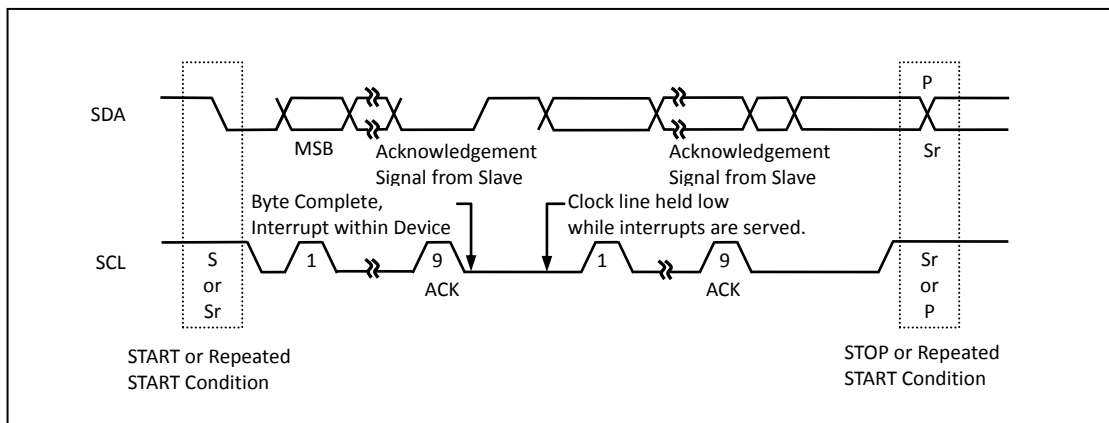 P
SDA
MSB
Acknowledgement
Signal from Slave
Acknowledgement
Signal from Slave
Sr
Byte Complete,
Interrupt within Device
Clock line held low
while interrupts are served.
SCL
S
or
Sr
1
9
ACK
1
9
ACK
Sr
or
P
START or Repeated
START Condition
STOP or Repeated
START Condition